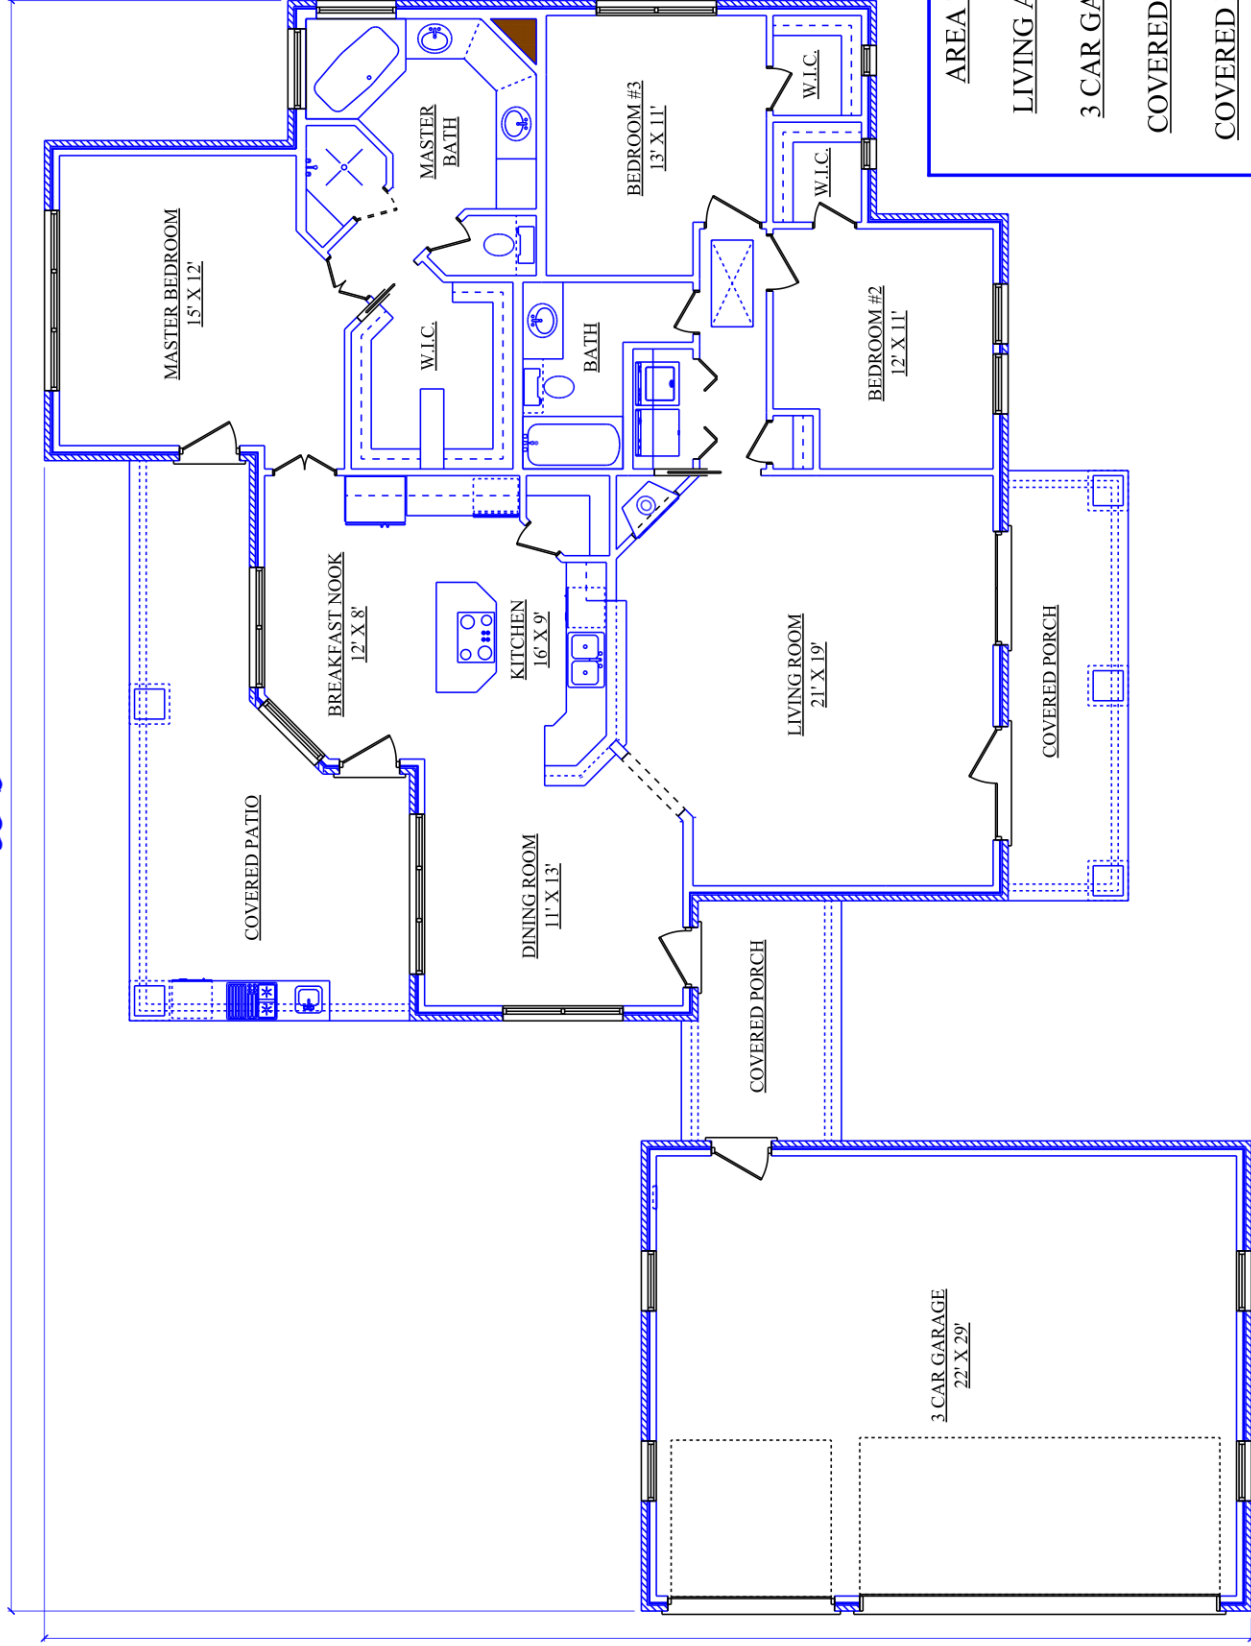 MASTER BEDROOM
15' X 12'
MASTER
BATH
BEDROOM #3
13' X 11'
W.I.C.
W.I.C.
W.I.C.
BATH
BEDROOM #2
12' X 11'
BREAKFAST NOOK
12' X 8'
KITCHEN
16' X 9'
LIVING ROOM
21' X 19'
COVERED PORCH
COVERED PATIO
DINING ROOM
11' X 13'
COVERED PORCH
3 CAR GARAGE
22' X 29'
AREA
LIVING A
3 CAR GA
COVERED
COVERED